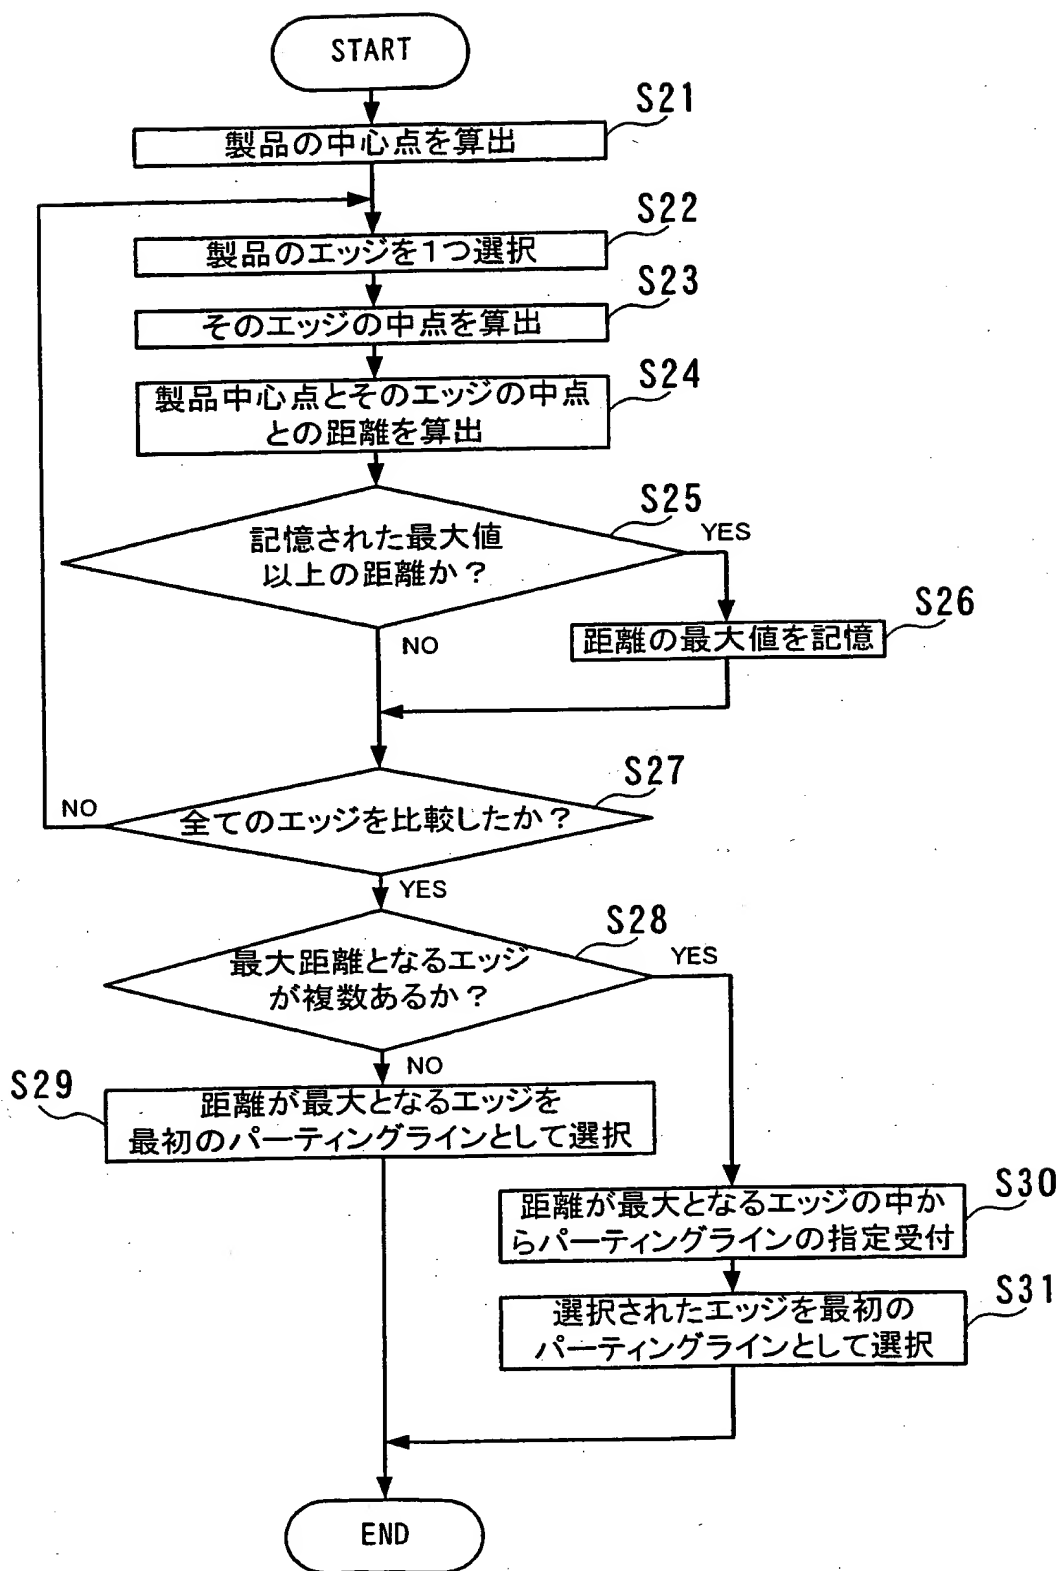 START
S21
製品の中心点を算出
S22
製品のエッジを1つ選択
S23
そのエッジの中点を算出
S24
製品中心点とそのエッジの中点
との距離を算出
S25
記憶された最大値
以上の距離か？
YES
NO
S26
距離の最大値を記憶
S27
全てのエッジを比較したか？
NO
YES
S28
最大距離となるエッジ
が複数あるか？
YES
NO
S29
距離が最大となるエッジを
最初のパーティングラインとして選択
S30
距離が最大となるエッジの中か
らパーティングラインの指定受付
S31
選択されたエッジを最初の
パーティングラインとして選択
END